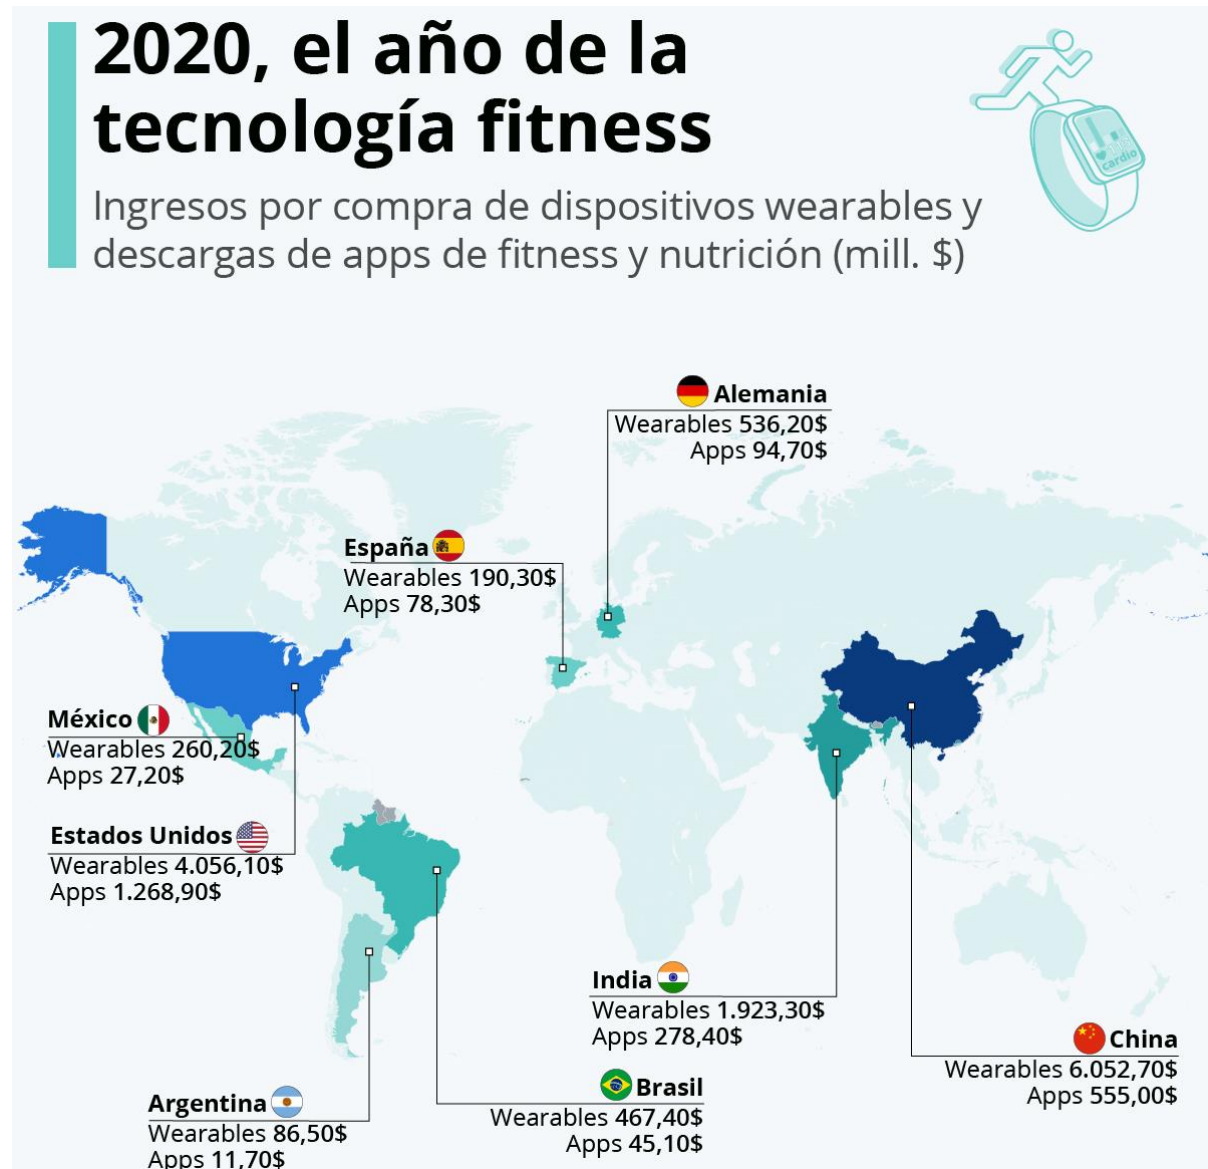 2020, el año de la
tecnología fitness
cardio
Ingresos por compra de dispositivos wearables y
descargas de apps de fitness y nutrición (mill. $)
Alemania
Wearables 536,20$
Apps 94,70$
España
Wearables 190,30$
Apps 78,30$
México
Wearables 260,20$
Apps 27,20$
Estados Unidos
Wearables 4.056,10$
Apps 1.268,90$
India
Wearables 1.923,30$
Apps 278,40$
China
Wearables 6.052,70$
Apps 555,00$
Brasil
Wearables 467,40$
Apps 45,10$
Argentina
Wearables 86,50$
Apps 11,70$